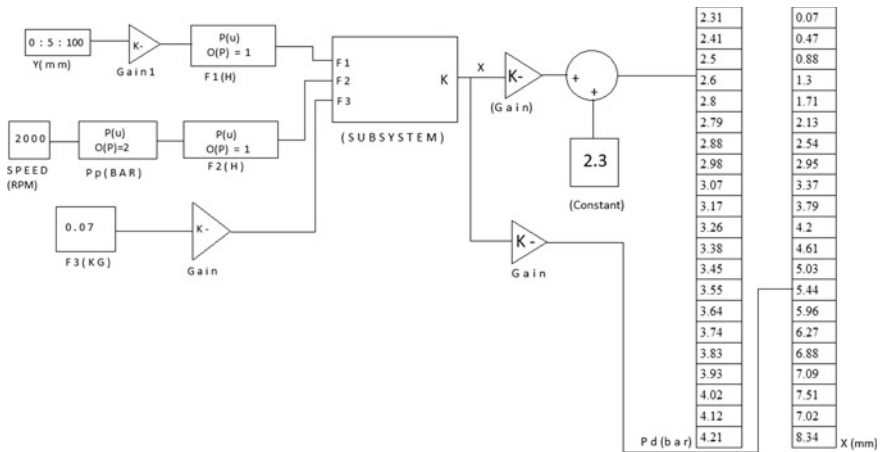 0 : 5 : 100
Y(mm)
K-
Gain1
P(u)
O(P) = 1
F1(H)
2000
SPEED
(RPM)
P(u)
O(P)=2
Pp(BAR)
P(u)
O(P) = 1
F2(H)
0.07
F3(KG)
K-
Gain
F1
F2
F3
K
(SUBSYSTEM)
X
K-
(Gain)
+
+
2.3
(Constant)
K-
Gain
2.31
2.41
2.5
2.6
2.8
2.79
2.88
2.98
3.07
3.17
3.26
3.38
3.45
3.55
3.64
3.74
3.83
3.93
4.02
4.12
4.21
Pd(bar)
0.07
0.47
0.88
1.3
1.71
2.13
2.54
2.95
3.37
3.79
4.2
4.61
5.03
5.44
5.96
6.27
6.88
7.09
7.51
7.02
8.34
X(mm)